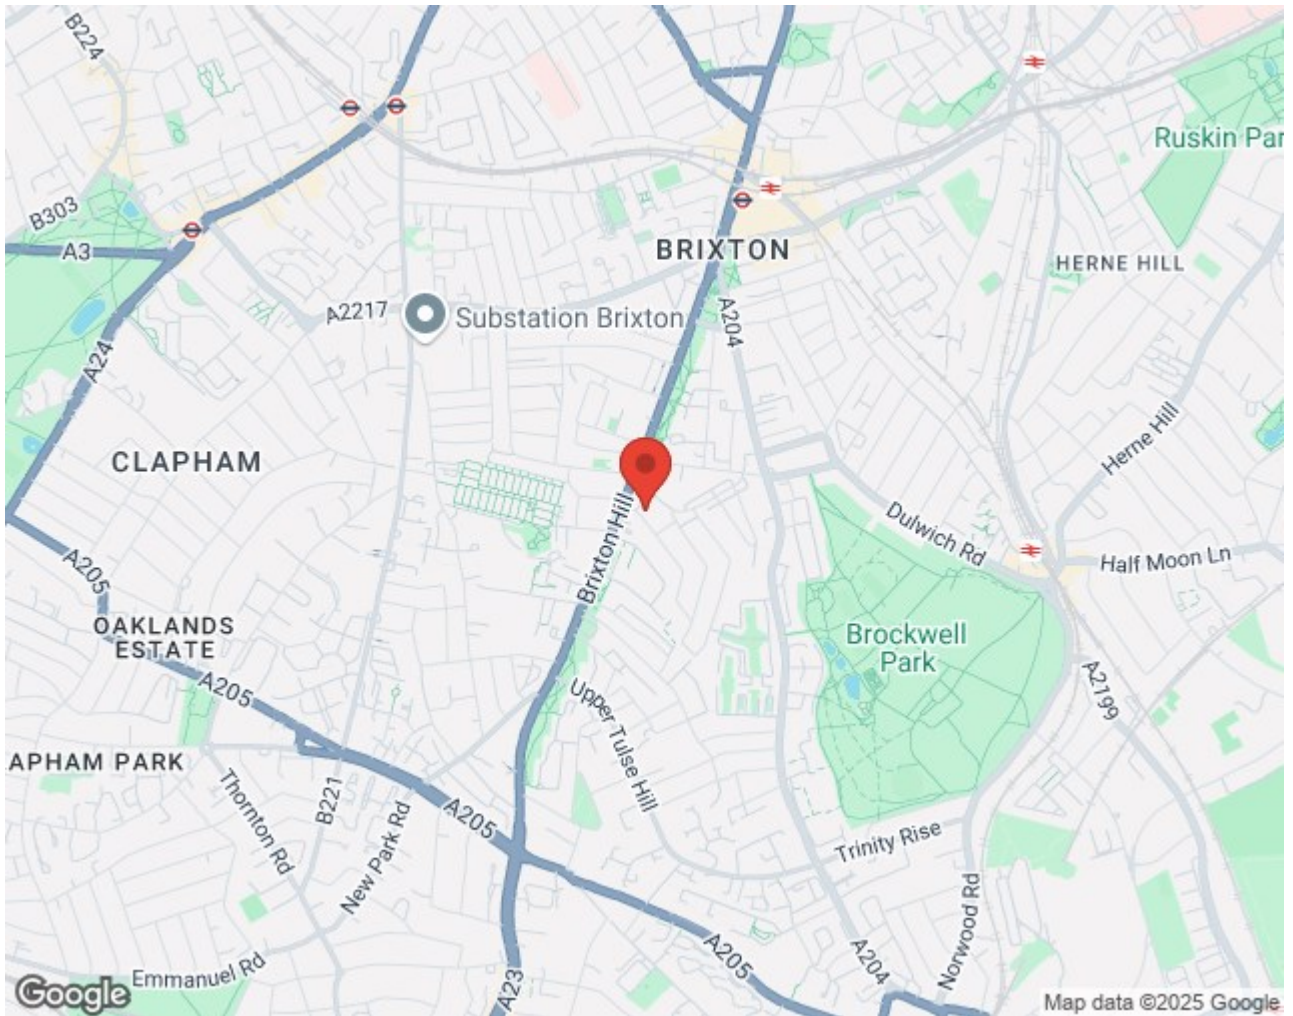 B224
Ruskin Par
B303
A3
BRIXTON
HERNE HILL
A2217
Substation Brixton
A204
A24
Herne Hill
CLAPHAM
Dulwich Rd
Brixton Hill
Half Moon Ln
A205
OAKLANDS
ESTATE
Brockwell
Park
A205
A2199
Upper Tulse Hill
APHAM PARK
Thornton Rd
B221
New Park Rd
A205
Trinity Rise
Norwood Rd
A205
A204
Emmanuel Rd
A23
Google
Map data ©2025 Google